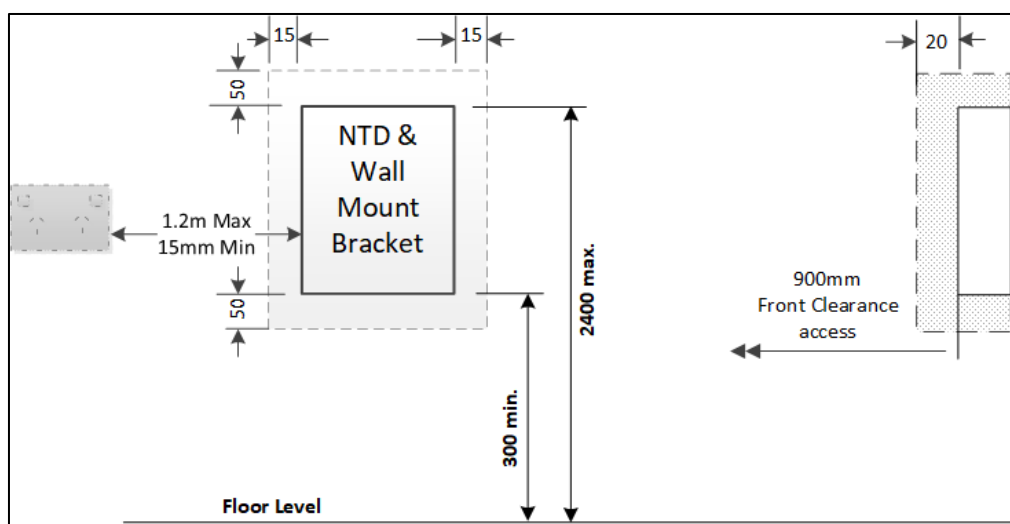 15
15
20
50
NTD &
Wall
Mount
Bracket
1.2m Max
15mm Min
50
2400 max.
900mm
Front Clearance
access
300 min.
Floor Level